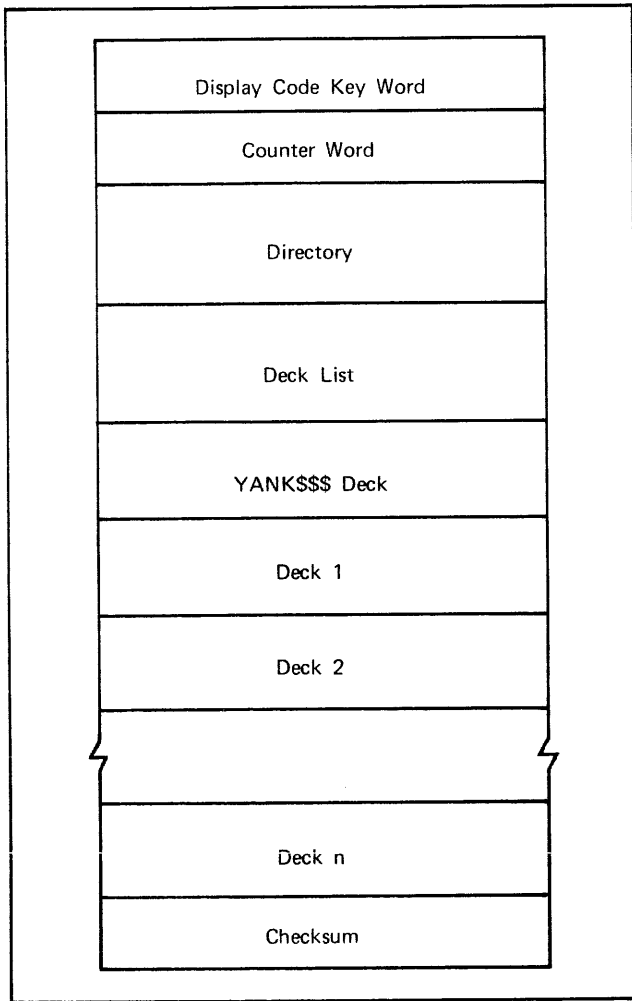 Display Code Key Word
Counter Word
Directory
Deck List
YANK$$$ Deck
Deck 1
Deck 2
Deck n
Checksum